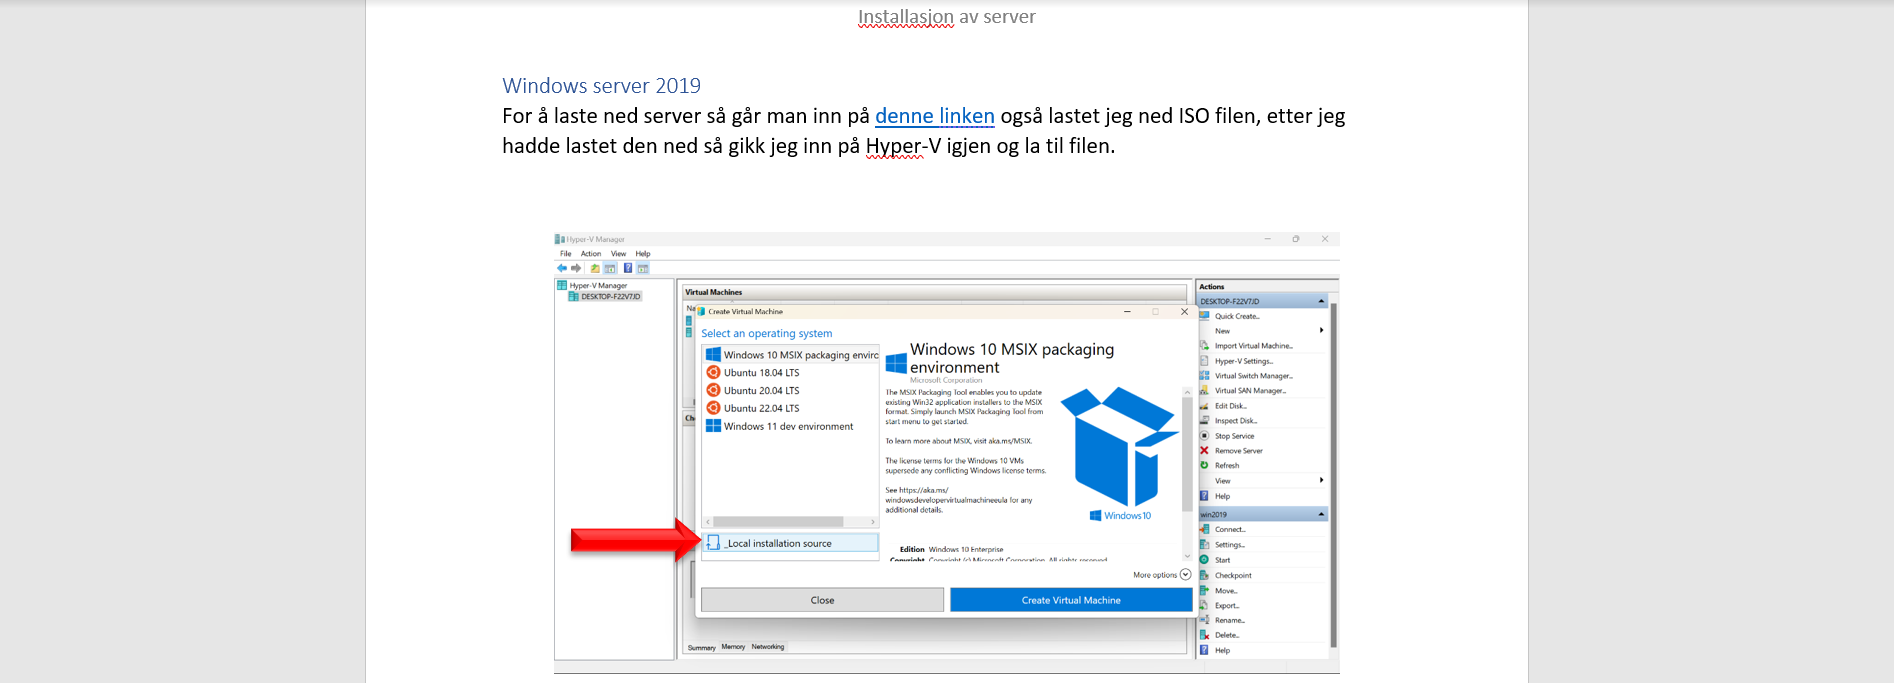 Installasjon av server
Windows server 2019
For å laste ned server så går man inn på denne linken også lastet jeg ned ISO filen, etter jeg
hadde lastet den ned så gikk jeg inn på Hyper-V igjen og la til filen.
Hyper-V Manager
File Action View Help
Hyper-V Manager
DESKTOP-F22V7JD
Virtual Machines
Na
Create Virtual Machine
Select an operating system
Windows 10 MSIX packaging enviro
Ubuntu 18.04 LTS
Ubuntu 20.04 LTS
Ubuntu 22.04 LTS
Windows 11 dev environment
Ch
_Local installation source
Windows 10 MSIX packaging
environment
Microsoft Corporation
The MSIX Packaging Tool enables you to update
existing Win32 application installers to the MSIX
format. Simply launch MSIX Packaging Tool from
start menu to get started.
To learn more about MSIX, visit aka.ms/MSIX.
The license terms for the Windows 10 VMs
supersede any conflicting Windows license terms.
See https://aka.ms/
windowsdevelopervirtualmachineeula for any
additional details.
Windows10
Edition Windows 10 Enterprise
Copyright Copyright (c) Microsoft Corporation. All rights reserved
More options
Close
Create Virtual Machine
Summary Memory Networking
Actions
DESKTOP-F22V7JD
Quick Create...
New
Import Virtual Machine...
Hyper-V Settings...
Virtual Switch Manager...
Virtual SAN Manager...
Edit Disk...
Inspect Disk...
Stop Service
Remove Server
Refresh
View
Help
win2019
Connect...
Settings...
Start
Checkpoint
Move...
Export...
Rename...
Delete...
Help